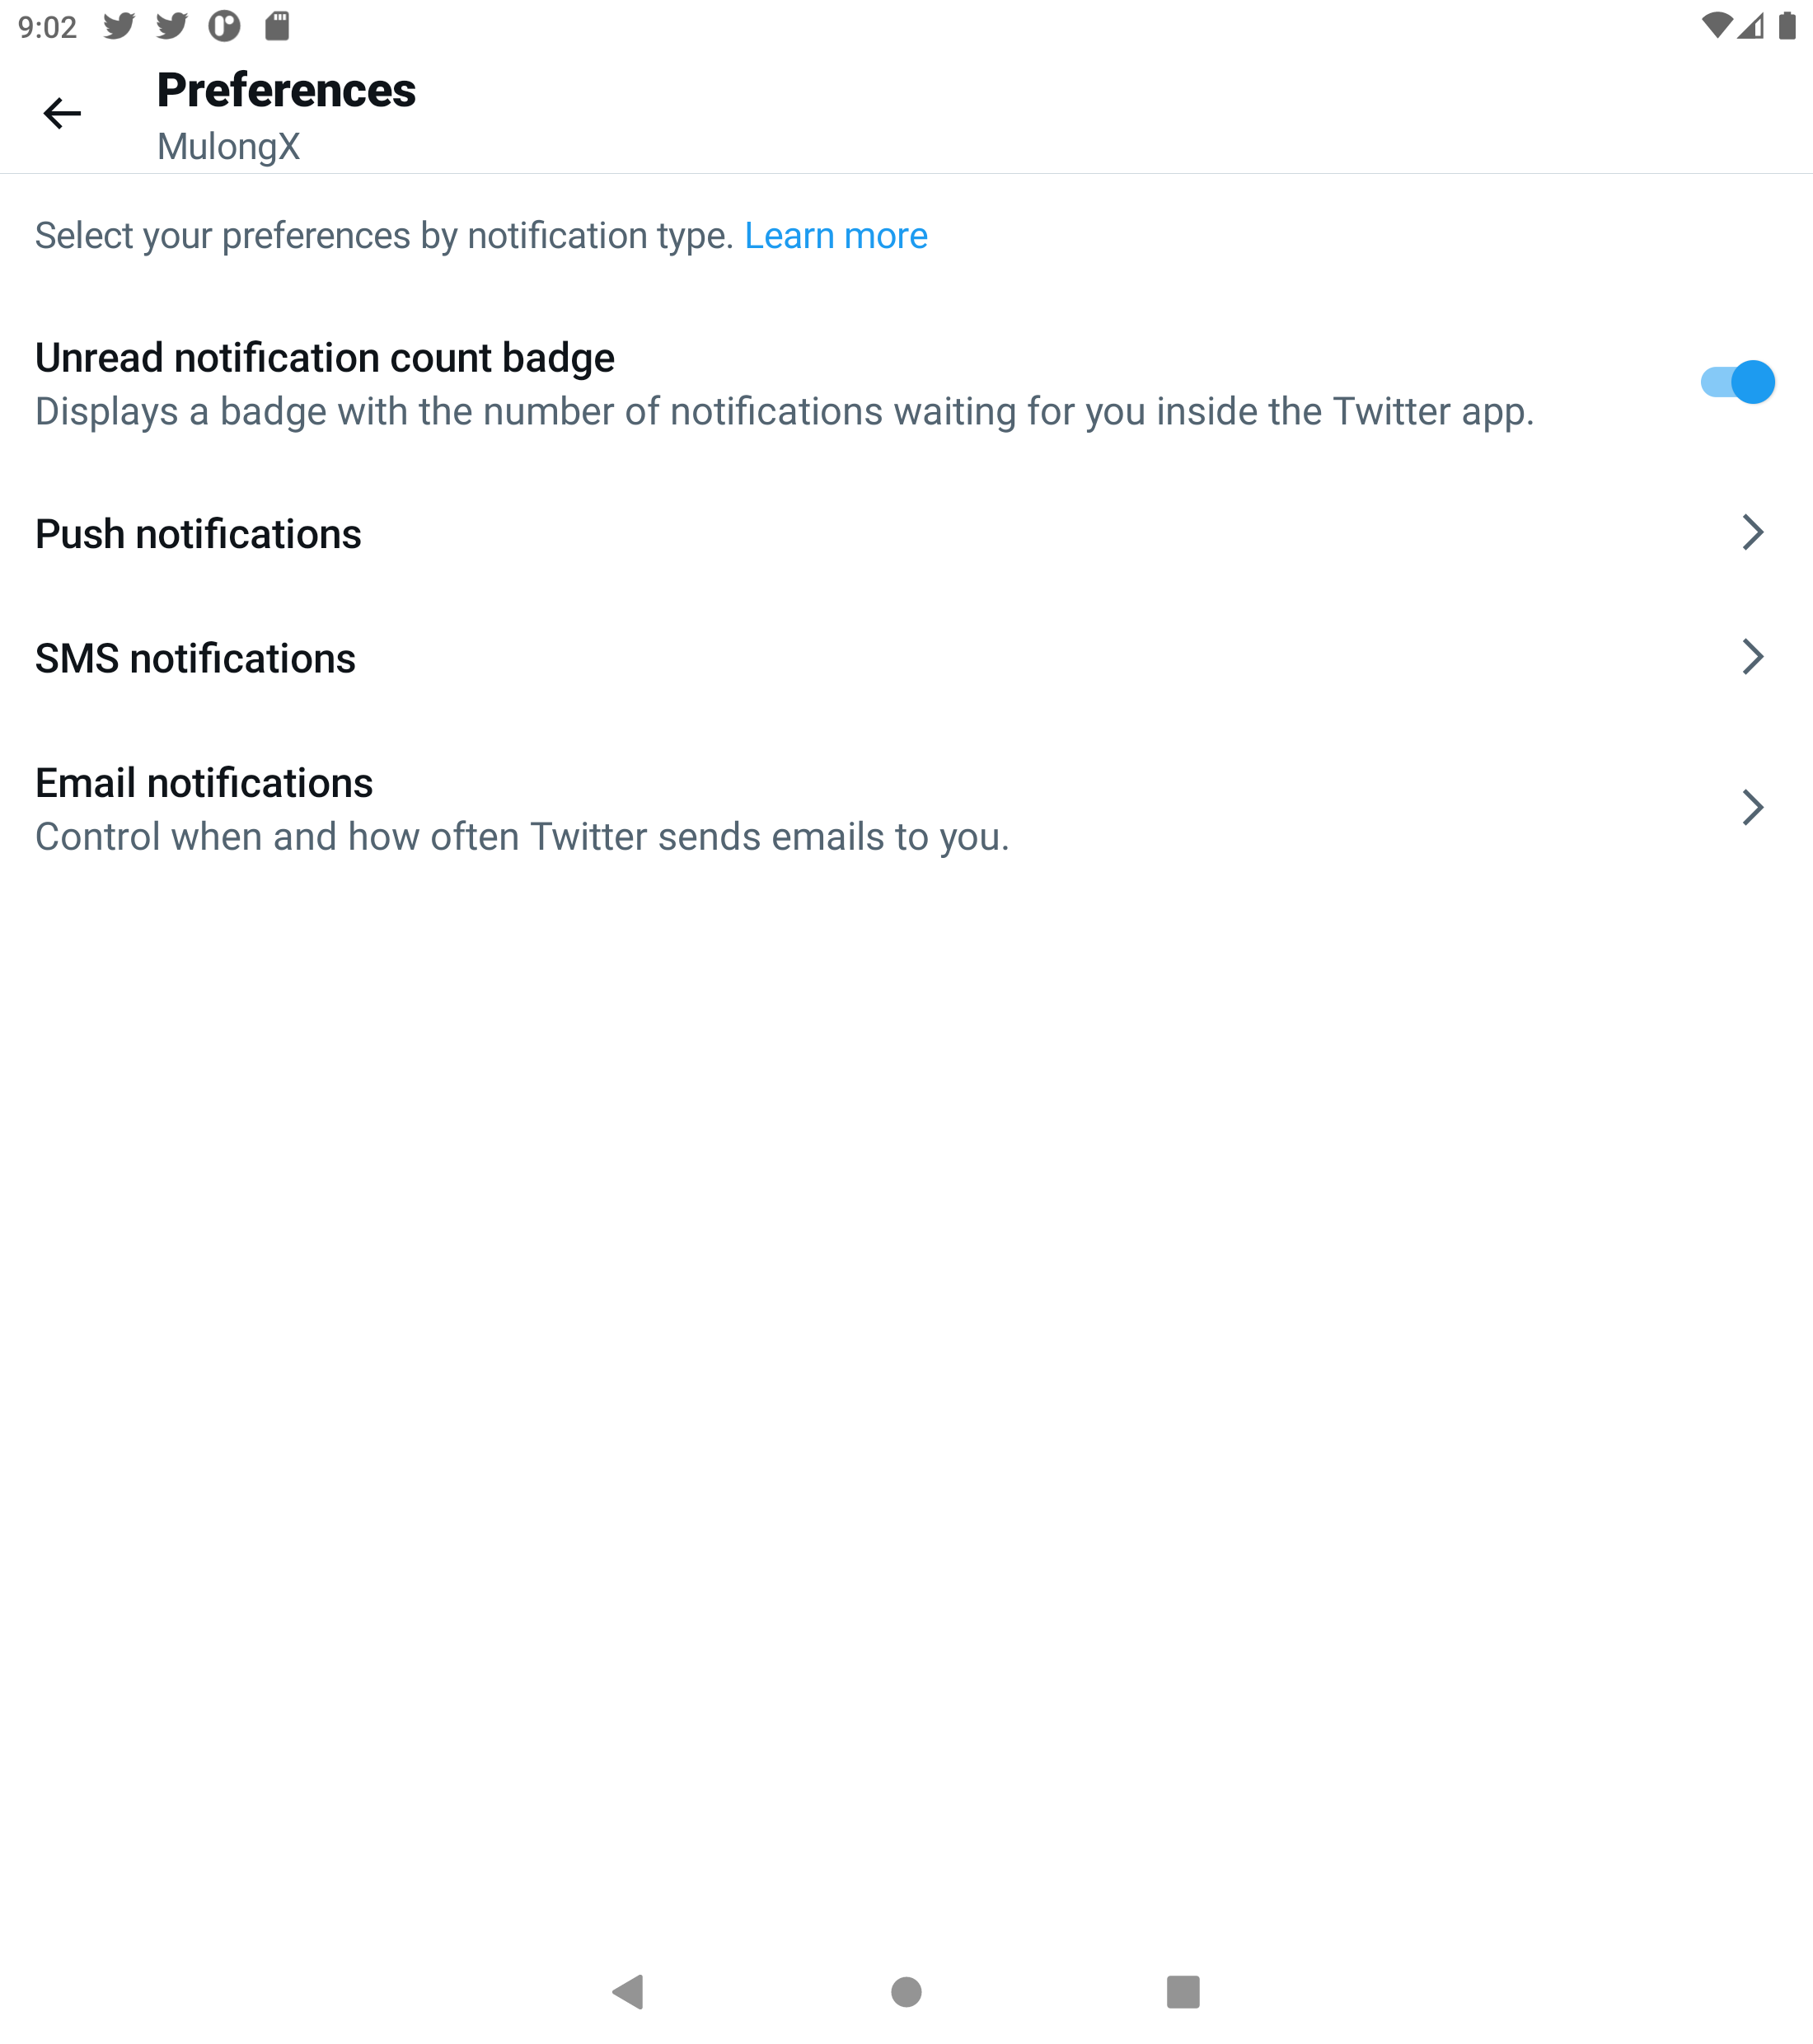 9:02
Preferences
MulongX
Select your preferences by notification type. Learn more
Unread notification count badge
Displays a badge with the number of notifications waiting for you inside the Twitter app.
Push notifications
SMS notifications
Email notifications
Control when and how often Twitter sends emails to you.